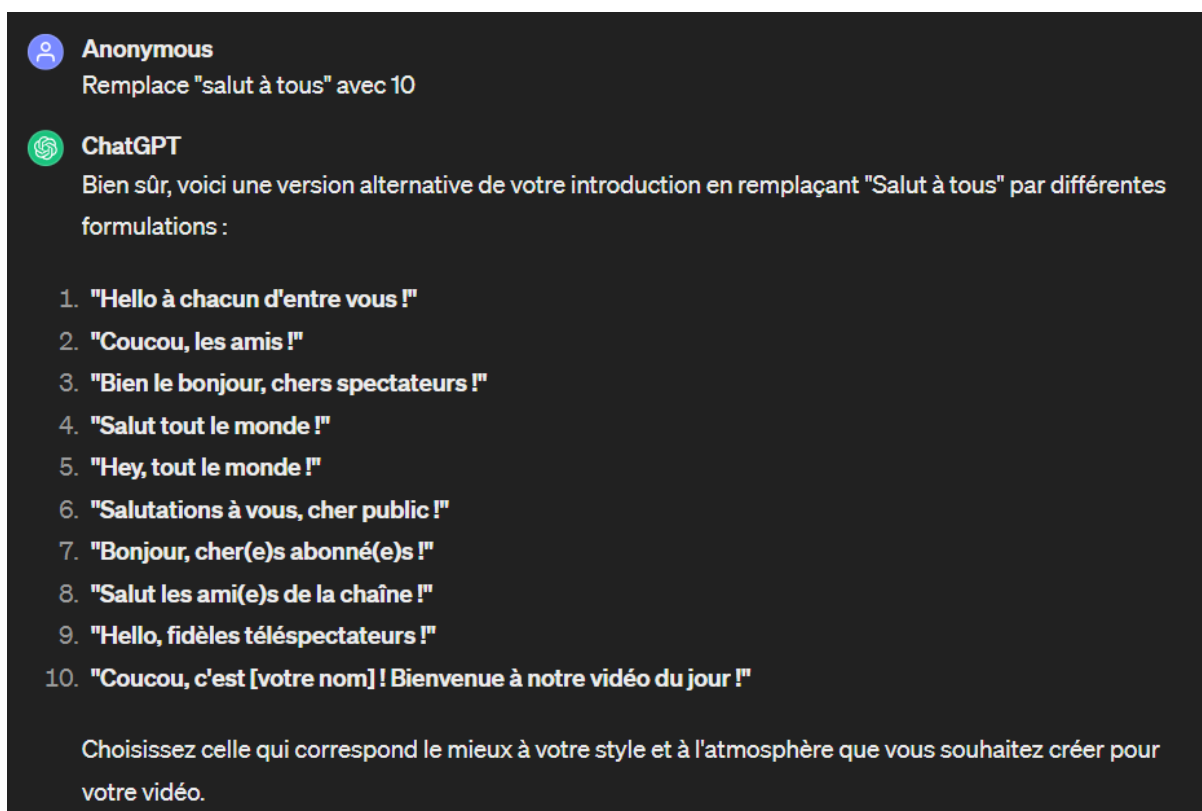 Anonymous
Remplace "salut à tous" avec 10
ChatGPT
Bien sûr, voici une version alternative de votre introduction en remplaçant "Salut à tous" par différentes
formulations :
1. "Hello à chacun d'entre vous !"
2. "Coucou, les amis !"
3. "Bien le bonjour, chers spectateurs !"
4. "Salut tout le monde !"
5. "Hey, tout le monde !"
6. "Salutations à vous, cher public !"
7. "Bonjour, cher(e)s abonné(e)s !"
8. "Salut les ami(e)s de la chaîne !"
9. "Hello, fidèles téléspectateurs !"
10. "Coucou, c'est [votre nom] ! Bienvenue à notre vidéo du jour !"
Choisissez celle qui correspond le mieux à votre style et à l'atmosphère que vous souhaitez créer pour
votre vidéo.